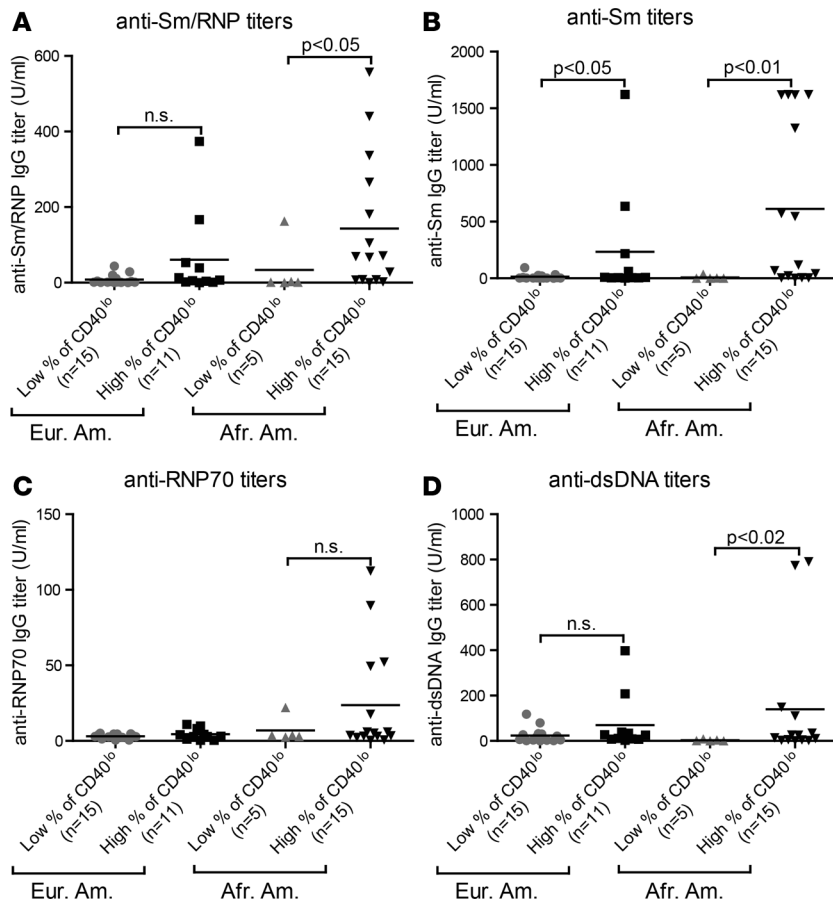 A
anti-Sm/RNP titers
anti-Sm/RNP IgG titer (U/ml)
600
400
200
0
n.s.
p<0.05
Low % of CD40lo
(n=15)
High % of CD40lo
(n=11)
Low % of CD40lo
(n=5)
High % of CD40lo
(n=15)
Eur. Am.
Afr. Am.
B
anti-Sm titers
anti-Sm IgG titer (U/ml)
2000
1500
1000
500
0
p<0.05
p<0.01
Low % of CD40lo
(n=15)
High % of CD40lo
(n=11)
Low % of CD40lo
(n=5)
High % of CD40lo
(n=15)
Eur. Am.
Afr. Am.
C
anti-RNP70 titers
anti-RNP70 IgG titer (U/ml)
150
100
50
0
n.s.
Low % of CD40lo
(n=15)
High % of CD40lo
(n=11)
Low % of CD40lo
(n=5)
High % of CD40lo
(n=15)
Eur. Am.
Afr. Am.
D
anti-dsDNA titers
anti-dsDNA IgG titer (U/ml)
1000
800
600
400
200
0
n.s.
p<0.02
Low % of CD40lo
(n=15)
High % of CD40lo
(n=11)
Low % of CD40lo
(n=5)
High % of CD40lo
(n=15)
Eur. Am.
Afr. Am.